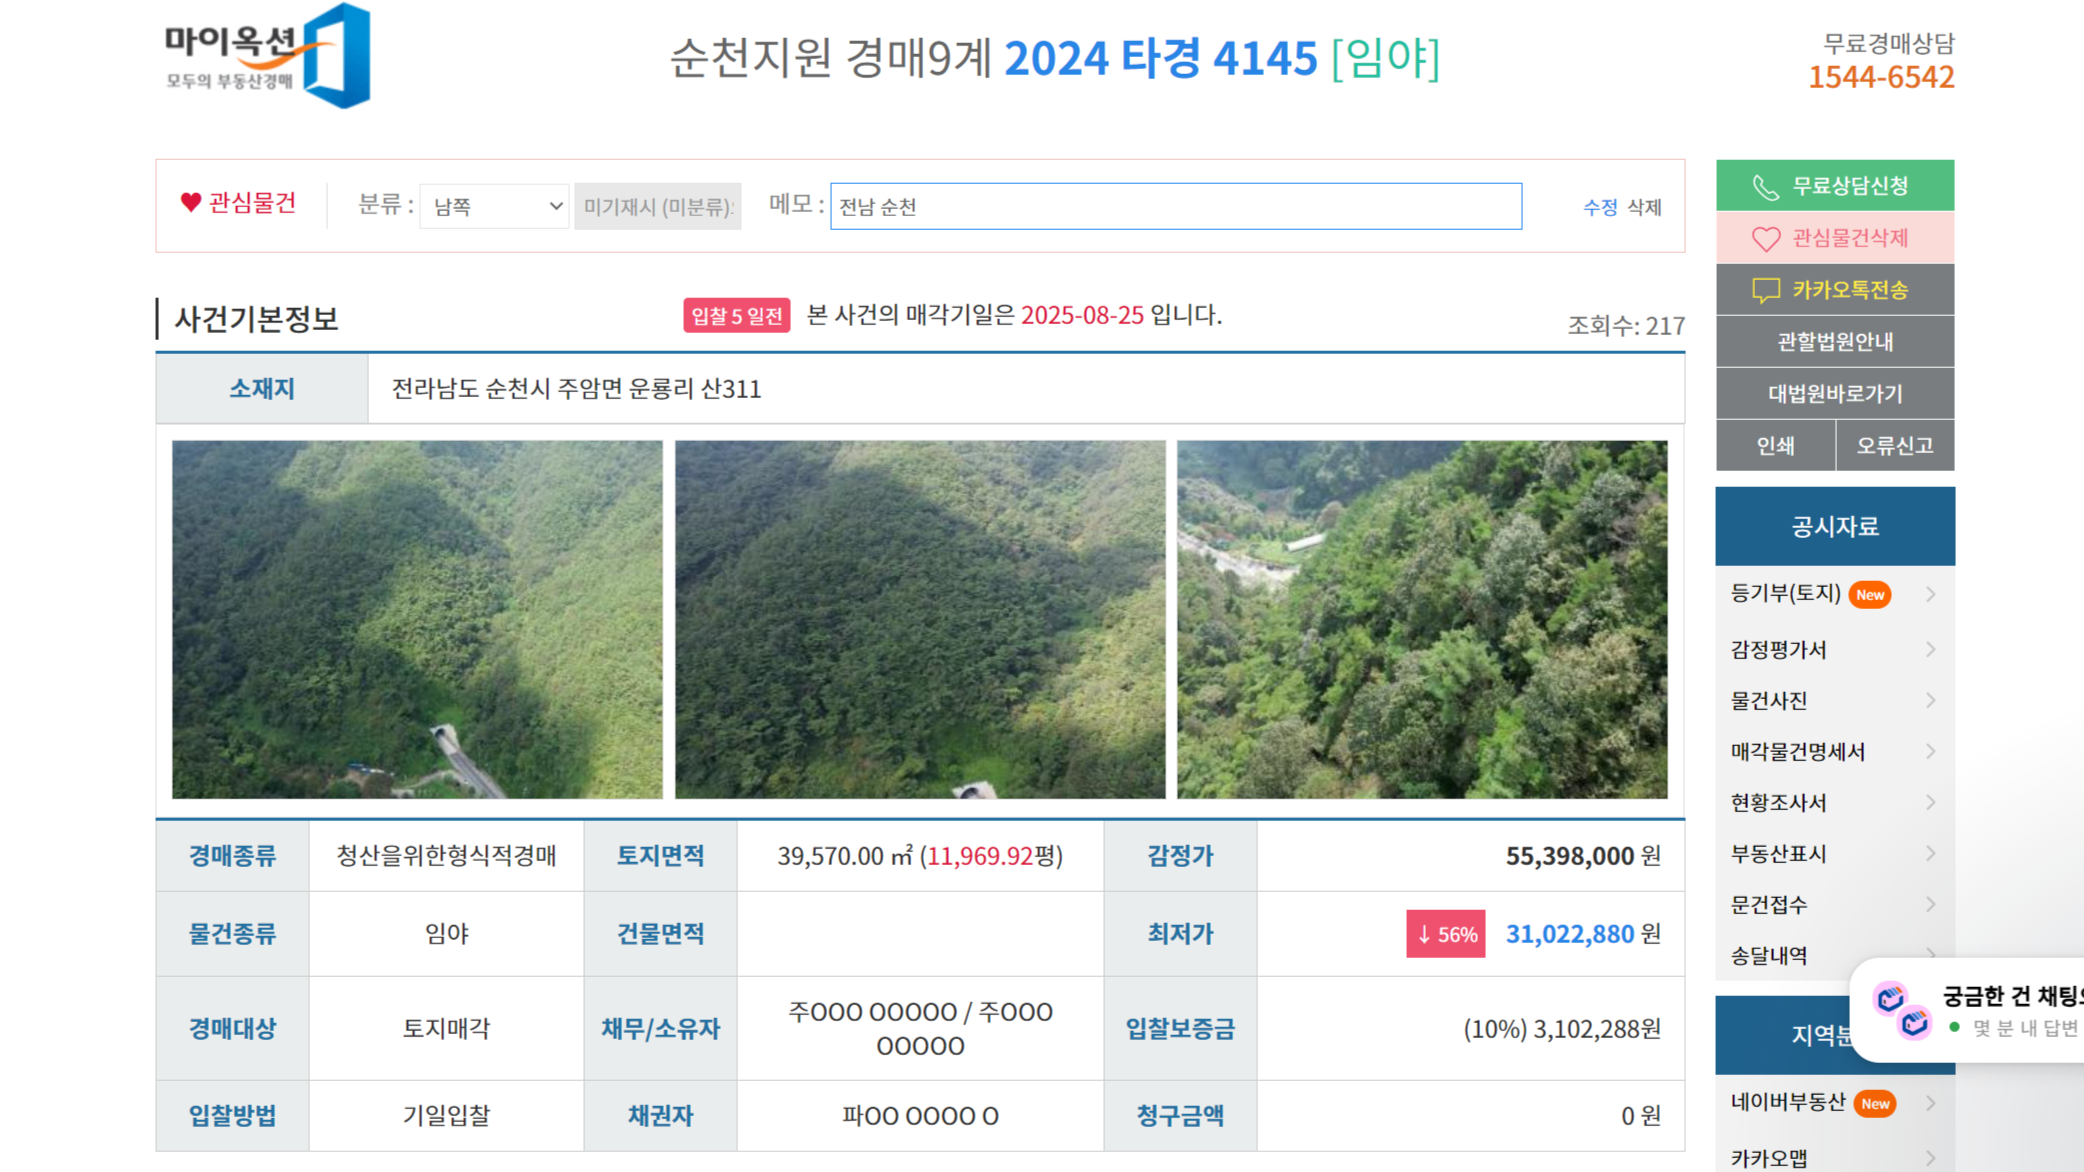 마이옥션
모두의 부동산경매
순천지원 경매9계 2024 타경 4145 [임야]
무료경매상담
1544-6542
♥ 관심물건
분류 : 남쪽 미기재시 (미분류): 메모 : 전남 순천 수정 삭제
무료상담신청
관심물건삭제
카카오톡전송
관할법원안내
대법원바로가기
인쇄 오류신고
사건기본정보
입찰 5 일전 본 사건의 매각기일은 2025-08-25 입니다.
조회수: 217
소재지 전라남도 순천시 주암면 운룡리 산311
경매종류 청산을위한형식적경매 토지면적 39,570.00 ㎡ (11,969.92평) 감정가 55,398,000 원
물건종류 임야 건물면적 최저가 ↓ 56% 31,022,880 원
경매대상 토지매각 채무/소유자 주OOO OOOOO / 주OOO
OOOOO 입찰보증금 (10%) 3,102,288원
입찰방법 기일입찰 채권자 파OO OOOO O 청구금액 0 원
공시자료
등기부(토지) New
감정평가서
물건사진
매각물건명세서
현황조사서
부동산표시
문건접수
송달내역
지역분
궁금한 건 채팅으
몇 분 내 답변
네이버부동산 New
카카오맵